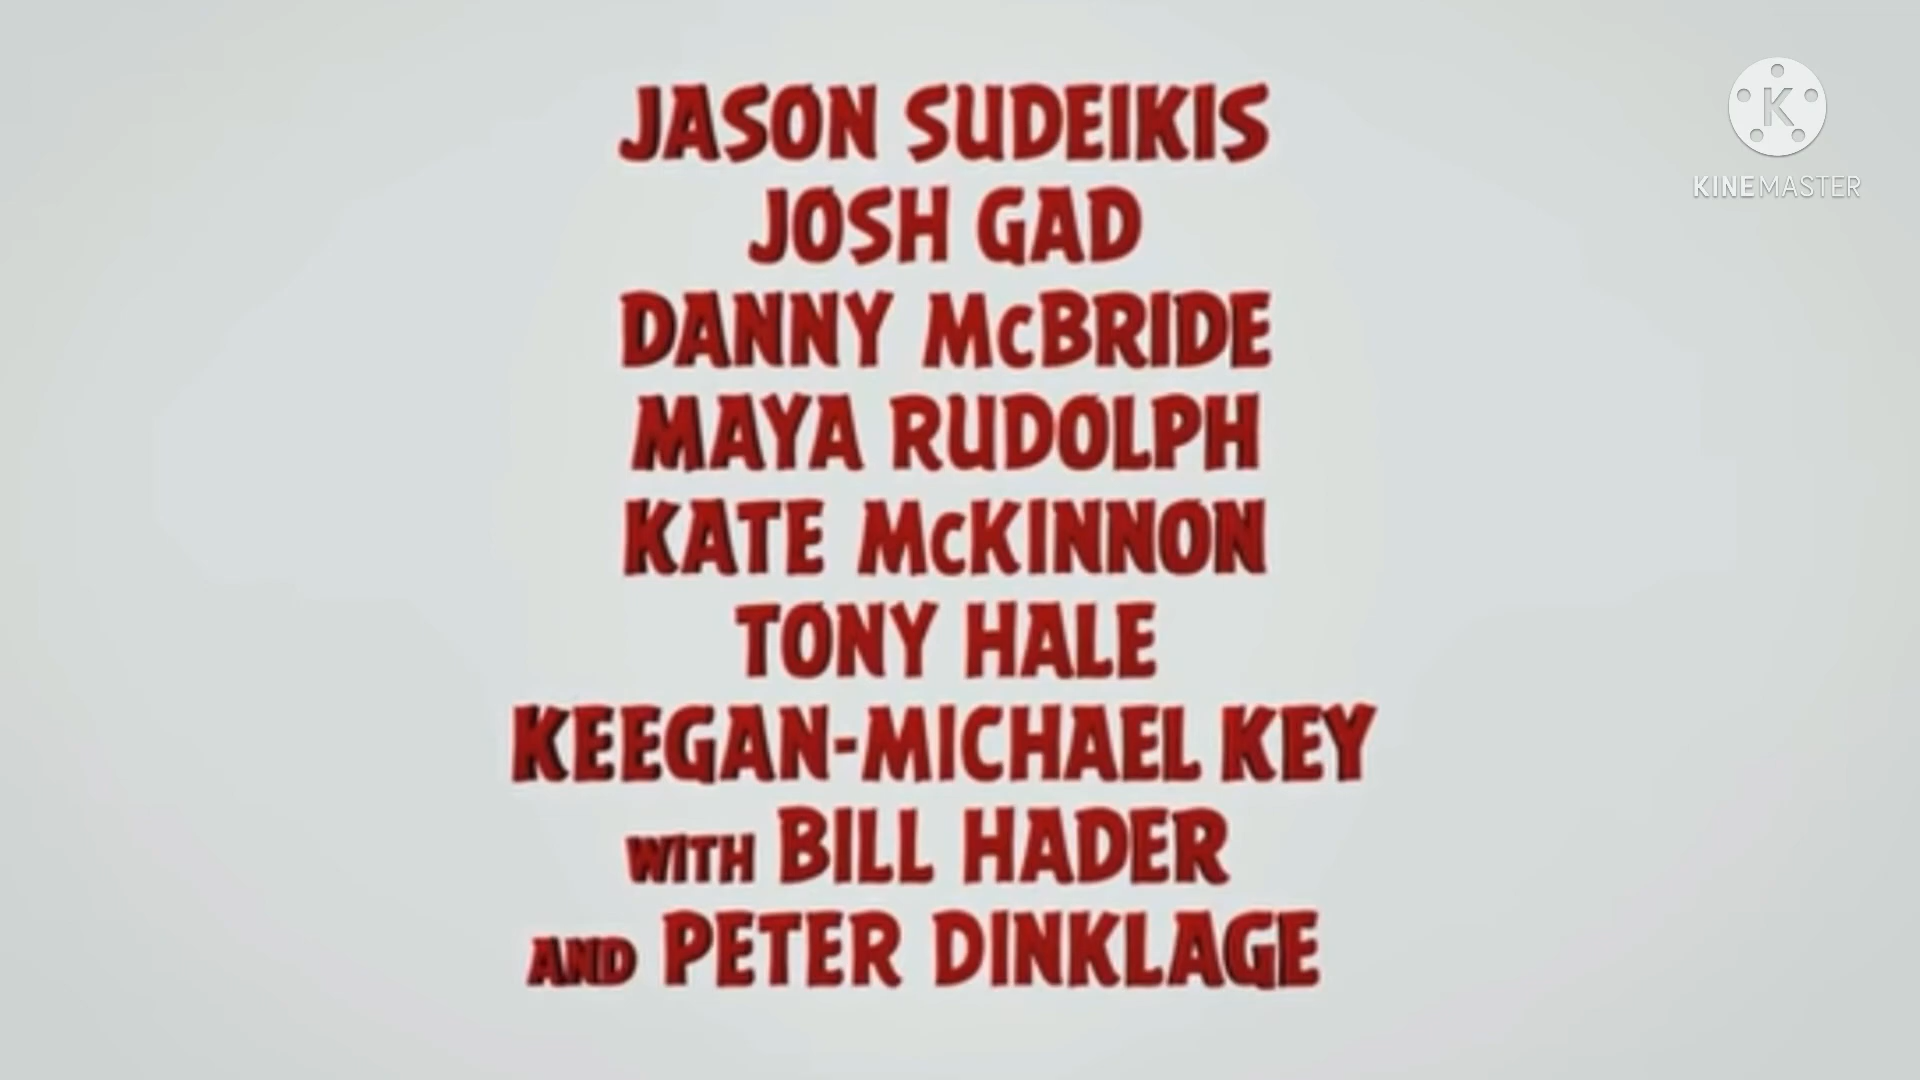 JASON SUDEIKIS
JOSH GAD
DANNY McBRIDE
MAYA RUDOLPH
KATE McKINNON
TONY HALE
KEEGAN-MICHAEL KEY
WITH BILL HADER
AND PETER DINKLAGE
K
KINEMASTER